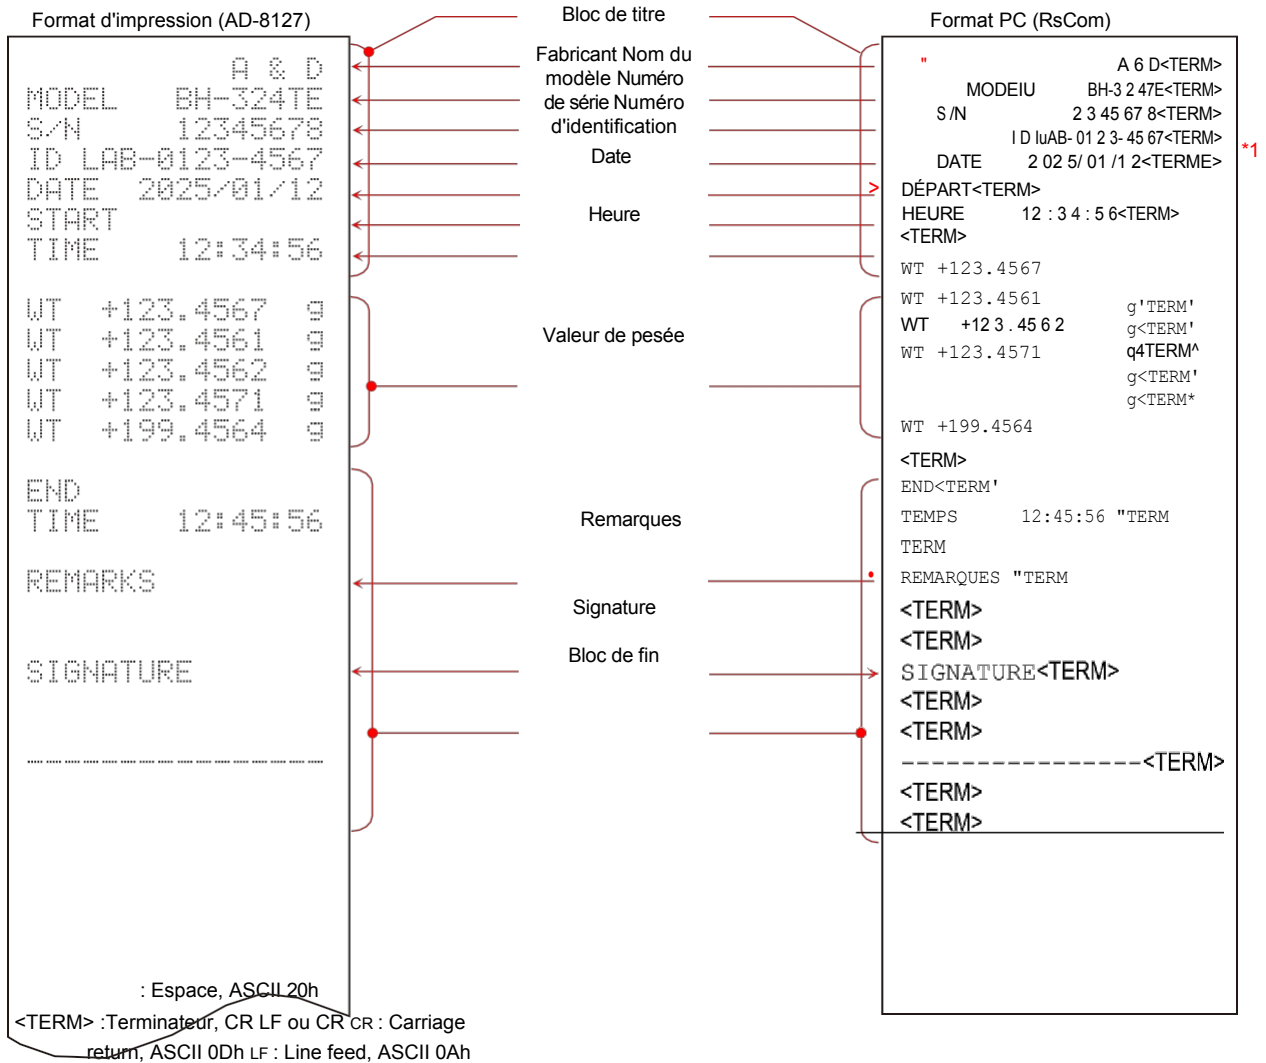 Format d'impression (AD-8127)
A & D
MODEL BH-324TE
S/N 12345678
ID LAB-0123-4567
DATE 2025/01/12
START
TIME 12:34:56
WT +123.4567 g
WT +123.4561 g
WT +123.4562 g
WT +123.4571 g
WT +199.4564 g
END
TIME 12:45:56
REMARKS
SIGNATURE
----------------
Bloc de titre
Fabricant Nom du
modèle Numéro
de série Numéro
d'identification
Date
Heure
Valeur de pesée
Remarques
Signature
Bloc de fin
Format PC (RsCom)
" A 6 D<TERM>
MODEIU BH-3 2 47E<TERM>
S /N 2 3 45 67 8<TERM>
I D luAB- 01 2 3- 45 67<TERM>
*1
DATE 2 02 5/ 01 /1 2<TERME>
> DÉPART<TERM>
HEURE 12 : 3 4 : 5 6<TERM>
<TERM>
WT +123.4567
WT +123.4561 g'TERM'
WT +12 3 . 45 6 2 g<TERM'
WT +123.4571 q4TERM^
g<TERM'
g<TERM*
WT +199.4564
<TERM>
END<TERM'
TEMPS 12:45:56 "TERM
TERM
• REMARQUES "TERM
<TERM>
<TERM>
SIGNATURE<TERM>
<TERM>
<TERM>
----------------<TERM>
<TERM>
<TERM>
: Espace, ASCII 20h
<TERM> :Terminateur, CR LF ou CR CR : Carriage
return, ASCII 0Dh LF : Line feed, ASCII 0Ah